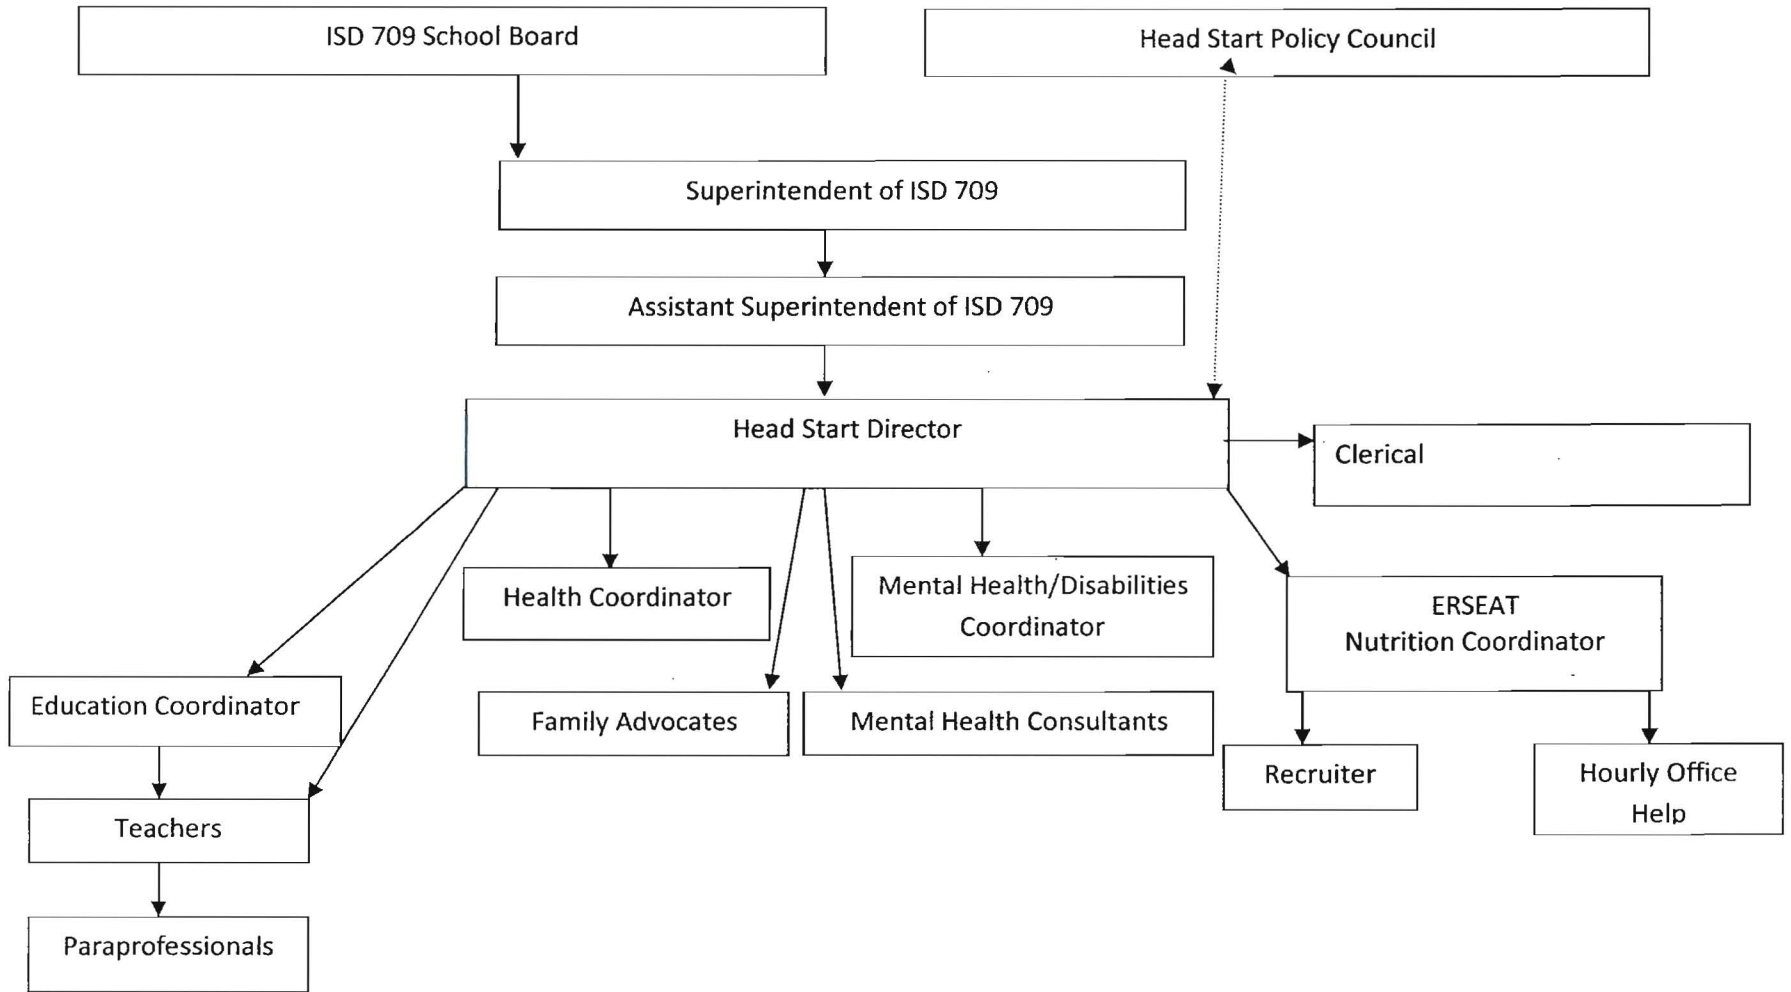 ISD 709 School Board
Head Start Policy Council
Superintendent of ISD 709
Assistant Superintendent of ISD 709
Head Start Director
Clerical
Health Coordinator
Mental Health/Disabilities
Coordinator
ERSEAT
Nutrition Coordinator
Education Coordinator
Family Advocates
Mental Health Consultants
Recruiter
Hourly Office
Help
Teachers
Paraprofessionals